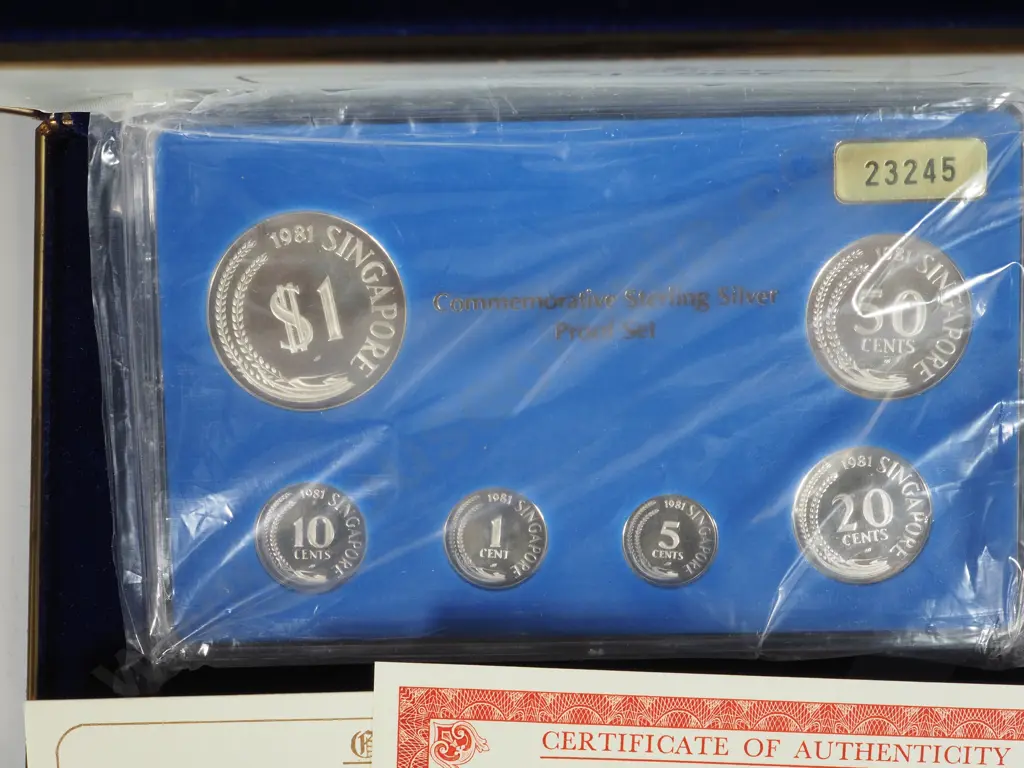 23245
1981 SINGAPORE
$1
Commemorative Sterling Silver
Proof Set
1981 SINGAPORE
50
CENTS
1981 SINGAPORE
10
CENTS
1981 SINGAPORE
1
CENT
1981 SINGAPORE
5
CENTS
1981 SINGAPORE
20
CENTS
CERTIFICATE OF AUTHENTICITY